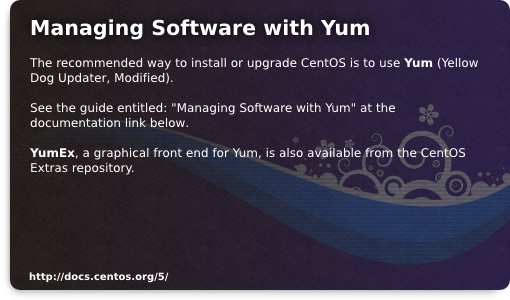 Managing Software with Yum
The recommended way to install or upgrade CentOS is to use Yum (Yellow
Dog Updater, Modified).
See the guide entitled: "Managing Software with Yum" at the
documentation link below.
YumEx, a graphical front end for Yum, is also available from the CentOS
Extras repository.
http://docs.centos.org/5/